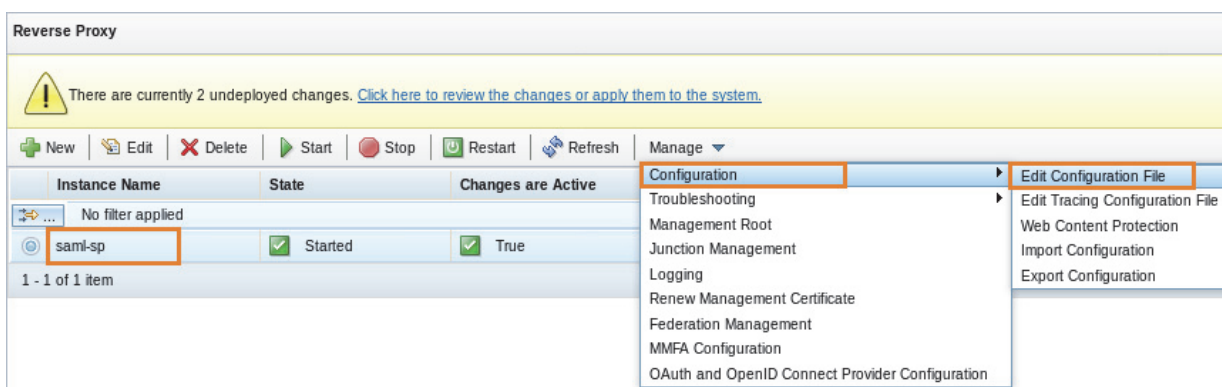 Reverse Proxy
There are currently 2 undeployed changes. Click here to review the changes or apply them to the system.
New Edit Delete Start Stop Restart Refresh Manage
Instance Name State Changes are Active
... No filter applied
saml-sp Started True
1 - 1 of 1 item
Configuration
Troubleshooting
Management Root
Junction Management
Logging
Renew Management Certificate
Federation Management
MMFA Configuration
OAuth and OpenID Connect Provider Configuration
Edit Configuration File
Edit Tracing Configuration File
Web Content Protection
Import Configuration
Export Configuration